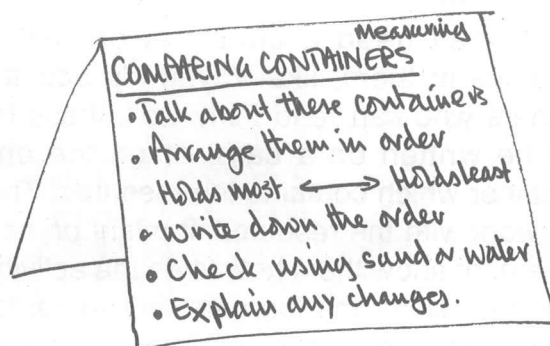 Measuring
COMPARING CONTAINERS
• Talk about these containers
• Arrange them in order
Holds most ⟷ Holds least
• Write down the order
• Check using sand or water
• Explain any changes.